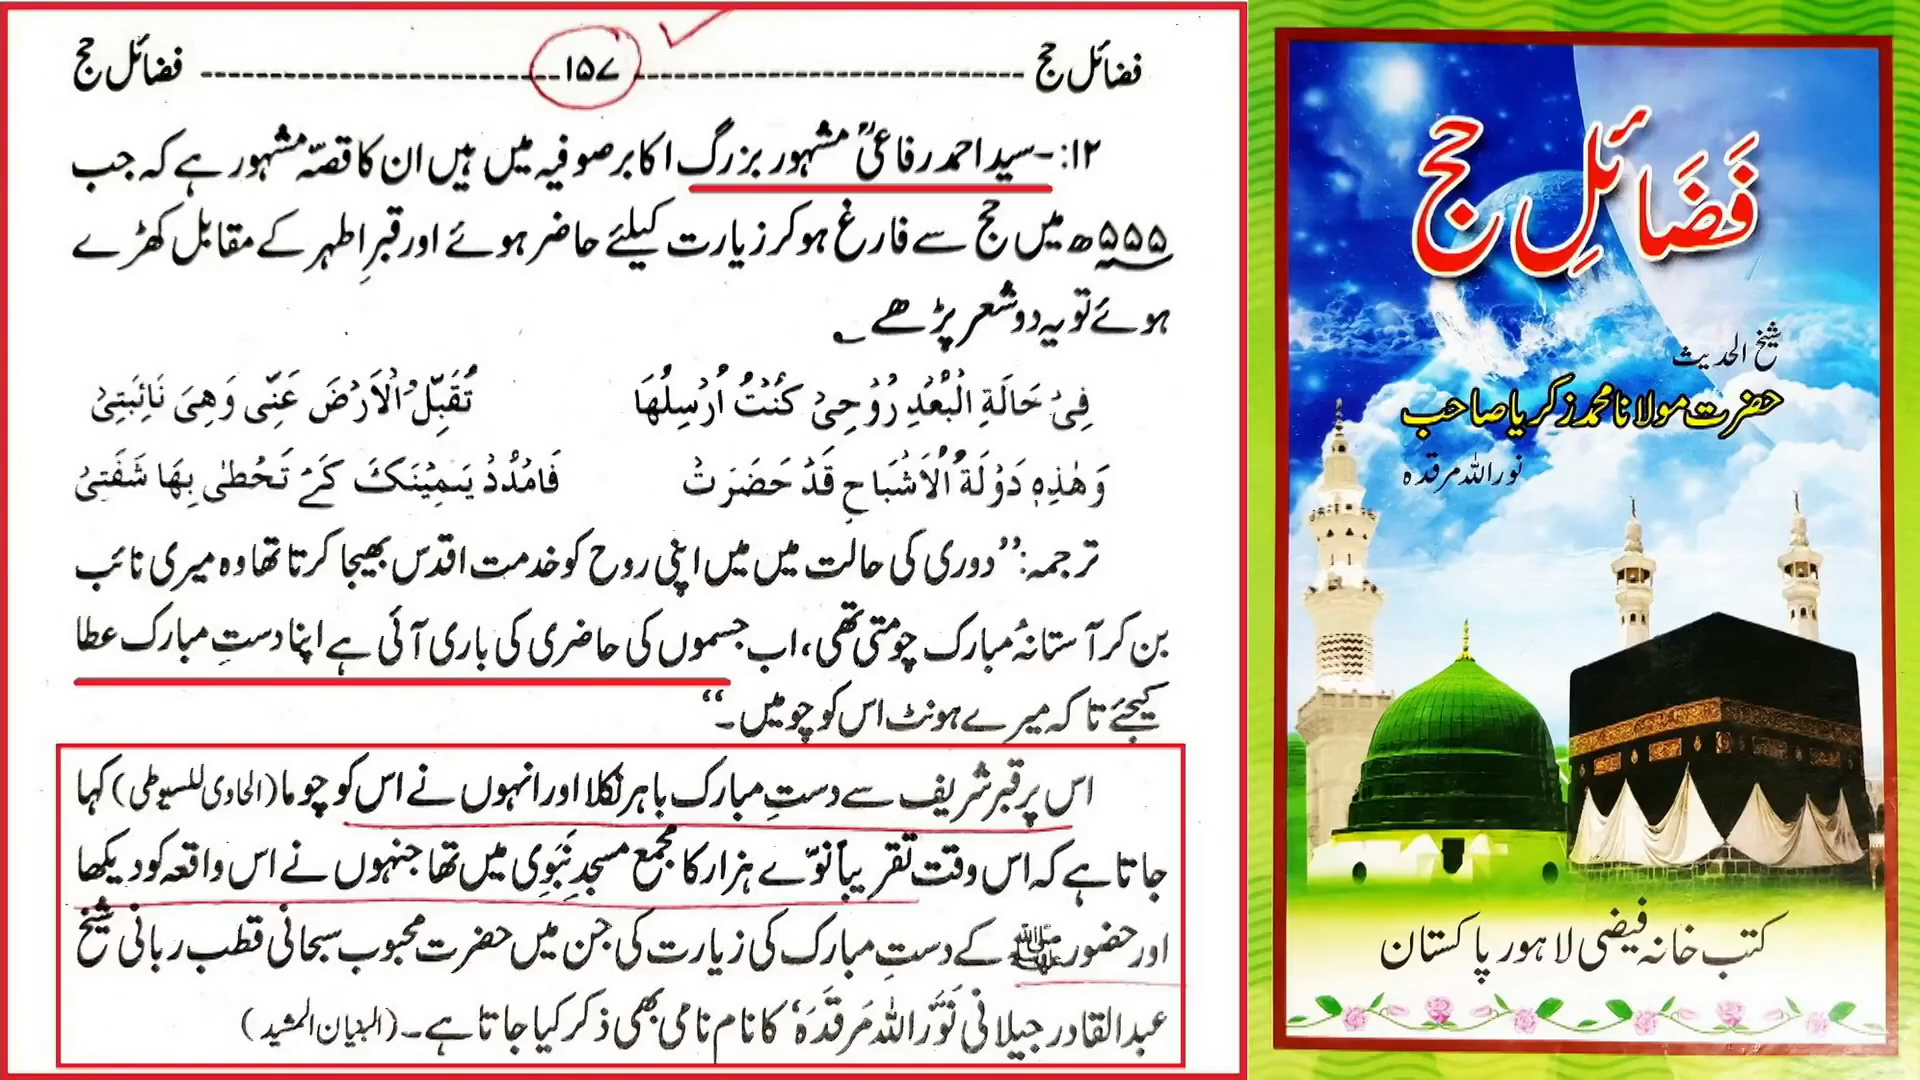 فضائل حج ۱۵۷ فضائل حج
۱۲:- سید احمد رفاعیؒ مشہور بزرگ اکابر صوفیہ میں ہیں ان کا قصّہ مشہور ہے کہ جب
۵۵۵ھ میں حج سے فارغ ہوکر زیارت کیلئے حاضر ہوئے اور قبرِ اطہر کے مقابل کھڑے
ہوئے تو یہ دو شعر پڑھے
فِیْ حَالَةِ الْبُعْدِ رُوْحِیْ كُنْتُ اُرْسِلُهَا تُقَبِّلُ الْاَرْضَ عَنِّی وَهِیَ نَائِبَتِیْ
وَهٰذِهٖ دَوْلَةُ الْاَشْبَاحِ قَدْ حَضَرَتْ فَامْدُدْ یَمِیْنَكَ كَےْ تَحُطٰی بِهَا شَفَتِیْ
ترجمہ: ’’دوری کی حالت میں میں اپنی روح کو خدمت اقدس بھیجا کرتا تھا وہ میری نائب
بن کر آستانۂ مبارک چومتی تھی، اب جسموں کی حاضری کی باری آئی ہے اپنا دستِ مبارک عطا
کیجئے تا کہ میرے ہونٹ اس کو چومیں۔‘‘
اس پر قبر شریف سے دستِ مبارک باہر نکلا اور انہوں نے اس کو چوما (الحاوی للسیوطی) کہا
جاتا ہے کہ اس وقت تقریباً نوّے ہزار کا مجمع مسجدِ نَبَوِی میں تھا جنہوں نے اس واقعہ کو دیکھا
اور حضور ﷺ کے دستِ مبارک کی زیارت کی جن میں حضرت محبوب سبحانی قطب ربانی شیخ
عبدالقادر جیلانی نَوَّرَ اللہ مَرقدَہٗ کا نام نامی بھی ذکر کیا جاتا ہے۔ (البنیان المشید)
فَضَائلِ حج
شیخ الحدیث
حضرت مولانا محمد زکریا صاحب
نور اللہ مرقدہ
کتب خانہ فیضی لاہور پاکستان